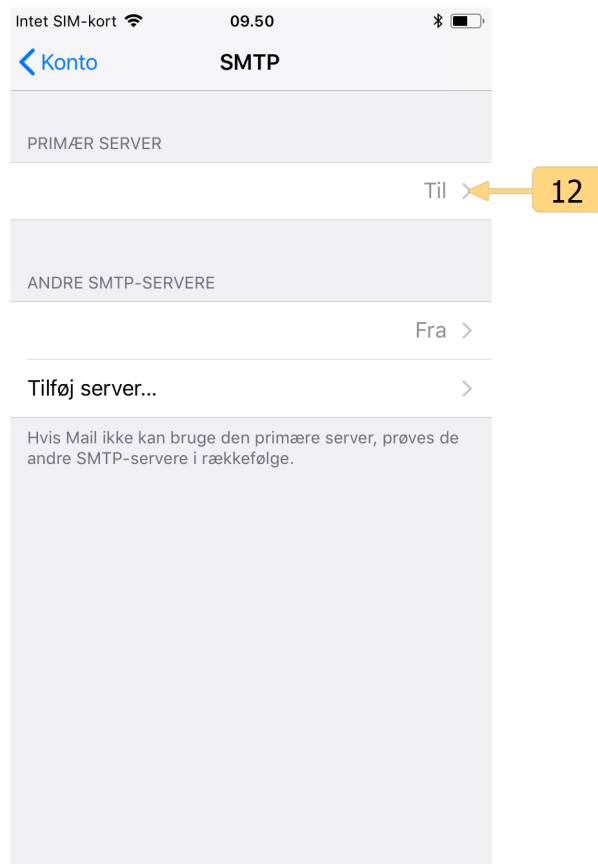 Intet SIM-kort 09.50
Konto SMTP
PRIMÆR SERVER
Til
12
ANDRE SMTP-SERVERE
Fra
Tilføj server...
Hvis Mail ikke kan bruge den primære server, prøves de
andre SMTP-servere i rækkefølge.